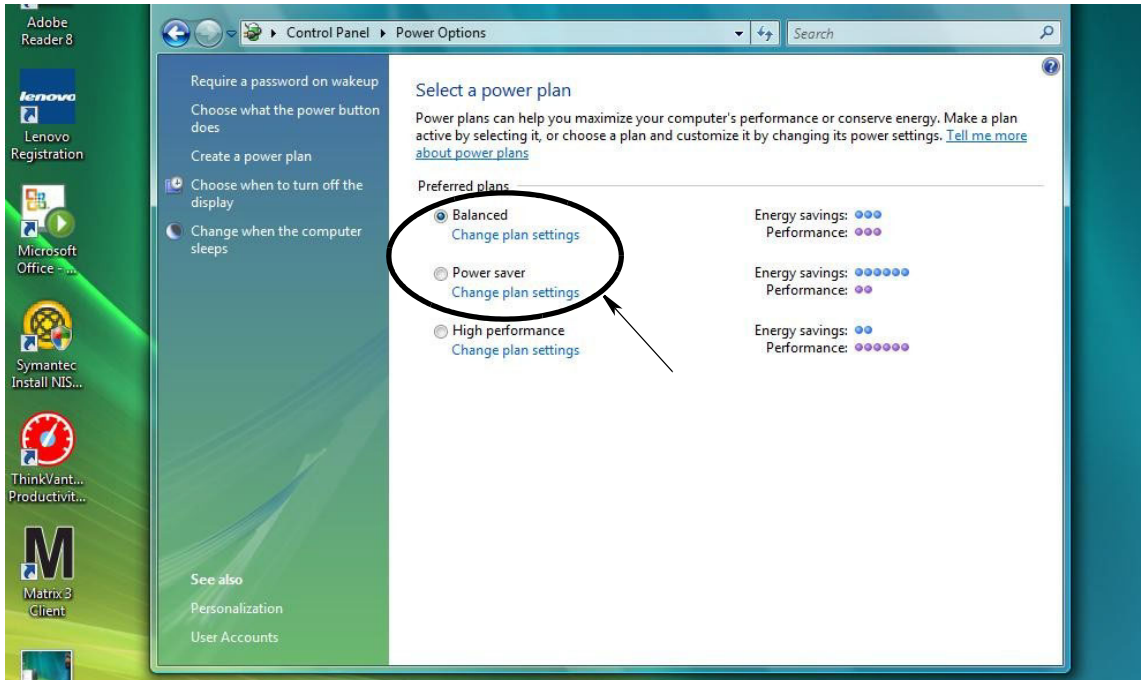 Adobe
Reader 8
lenovo
Lenovo
Registration
Microsoft
Office - ...
Symantec
Install NIS...
ThinkVant...
Productivit...
M
Matrix 3
Client
Control Panel
Power Options
Search
Require a password on wakeup
Choose what the power button
does
Create a power plan
Choose when to turn off the
display
Change when the computer
sleeps
See also
Personalization
User Accounts
Select a power plan
Power plans can help you maximize your computer's performance or conserve energy. Make a plan
active by selecting it, or choose a plan and customize it by changing its power settings. Tell me more
about power plans
Preferred plans
Balanced
Change plan settings
Energy savings:
Performance:
Power saver
Change plan settings
Energy savings:
Performance:
High performance
Change plan settings
Energy savings:
Performance: